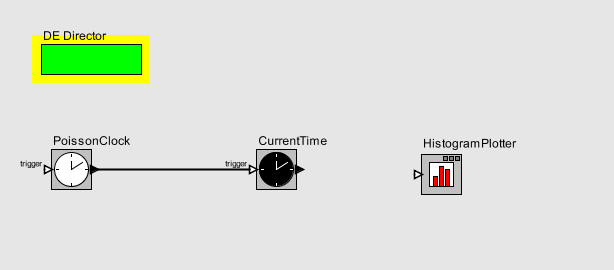 DE Director
PoissonClock
CurrentTime
HistogramPlotter
trigger
trigger